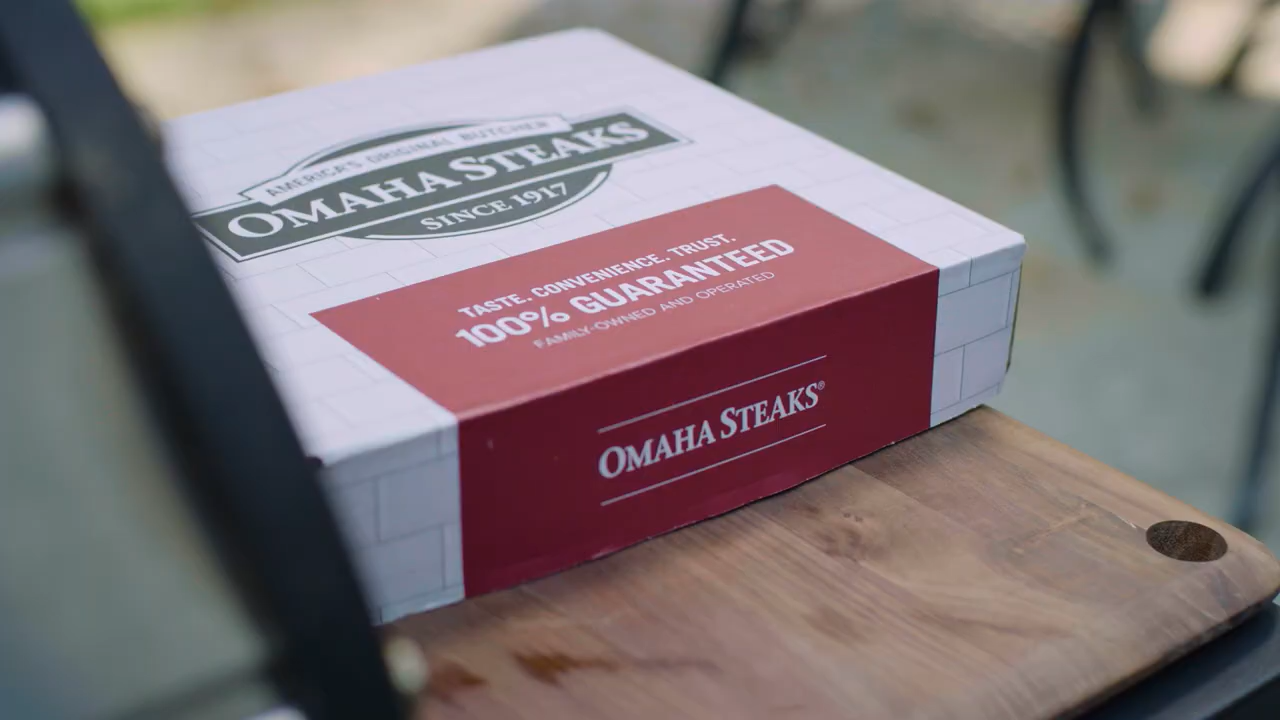 AMERICA'S ORIGINAL BUTCHER
OMAHA STEAKS
SINCE 1917
TASTE. CONVENIENCE. TRUST.
100% GUARANTEED
FAMILY-OWNED AND OPERATED
OMAHA STEAKS®